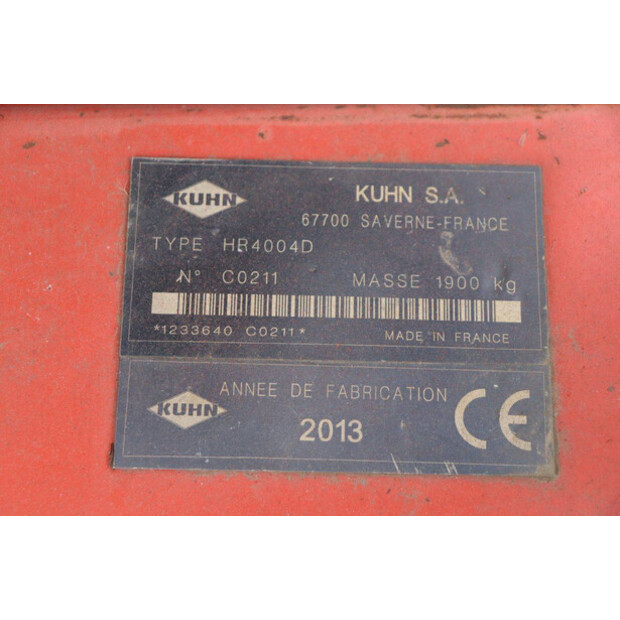 KUHN
KUHN S.A.
67700 SAVERNE-FRANCE
TYPE HR4004D
N° C0211 MASSE 1900 kg
*1233640 C0211*
MADE IN FRANCE
KUHN
ANNEE DE FABRICATION
2013
CE